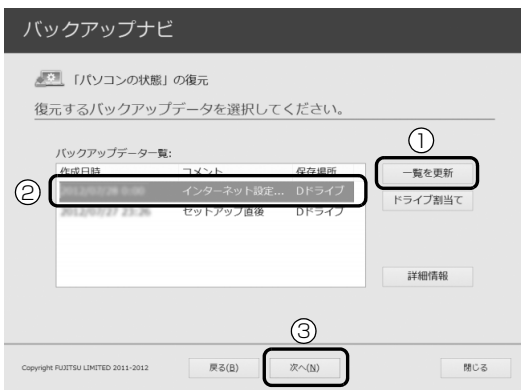 バックアップナビ
「パソコンの状態」の復元
復元するバックアップデータを選択してください。
①
バックアップデータ一覧:
作成日時 コメント 保存場所
一覧を更新
②
インターネット設定... Dドライブ
ドライブ割当て
セットアップ直後 Dドライブ
詳細情報
③
Copyright FUJITSU LIMITED 2011-2012
戻る(B)
次へ(N)
閉じる